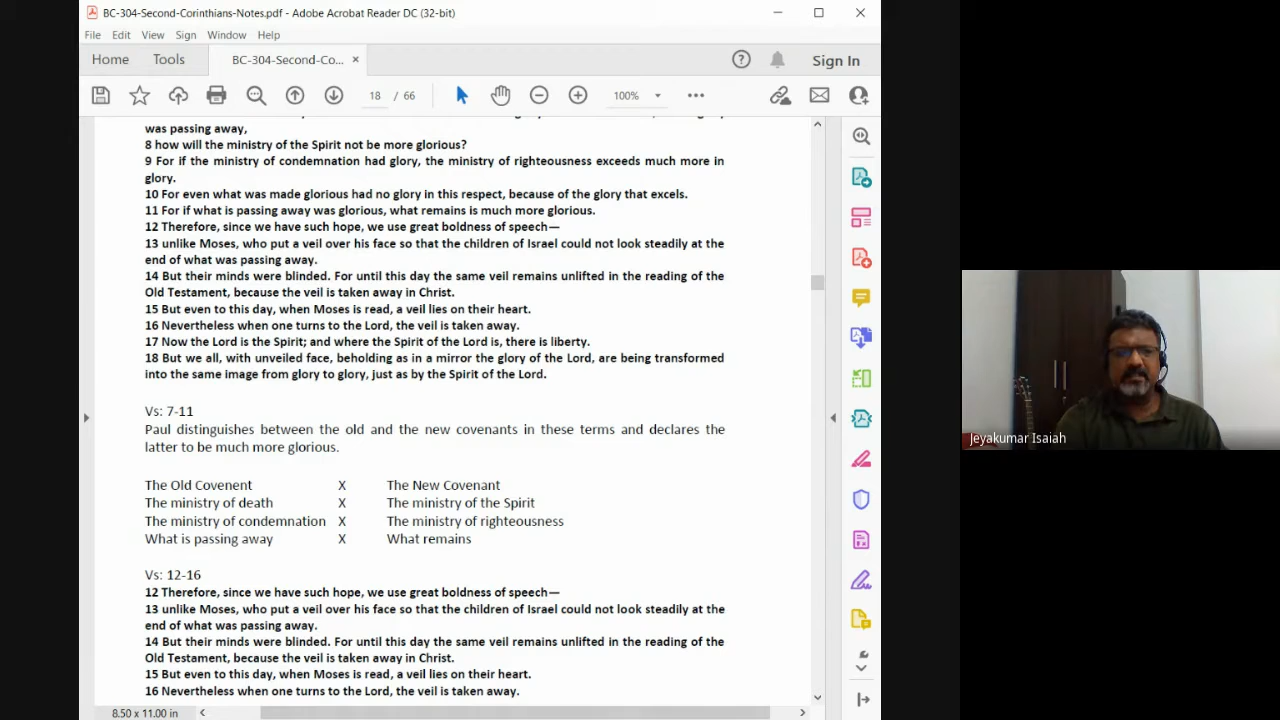 BC-304-Second-Corinthians-Notes.pdf - Adobe Acrobat Reader DC (32-bit)
File Edit View Sign Window Help
Home Tools BC-304-Second-Co... × Sign In
18 / 66 100%
was passing away,
8 how will the ministry of the Spirit not be more glorious?
9 For if the ministry of condemnation had glory, the ministry of righteousness exceeds much more in
glory.
10 For even what was made glorious had no glory in this respect, because of the glory that excels.
11 For if what is passing away was glorious, what remains is much more glorious.
12 Therefore, since we have such hope, we use great boldness of speech—
13 unlike Moses, who put a veil over his face so that the children of Israel could not look steadily at the
end of what was passing away.
14 But their minds were blinded. For until this day the same veil remains unlifted in the reading of the
Old Testament, because the veil is taken away in Christ.
15 But even to this day, when Moses is read, a veil lies on their heart.
16 Nevertheless when one turns to the Lord, the veil is taken away.
17 Now the Lord is the Spirit; and where the Spirit of the Lord is, there is liberty.
18 But we all, with unveiled face, beholding as in a mirror the glory of the Lord, are being transformed
into the same image from glory to glory, just as by the Spirit of the Lord.
Vs: 7-11
Paul distinguishes between the old and the new covenants in these terms and declares the
latter to be much more glorious.
The Old Covenent X The New Covenant
The ministry of death X The ministry of the Spirit
The ministry of condemnation X The ministry of righteousness
What is passing away X What remains
Vs: 12-16
12 Therefore, since we have such hope, we use great boldness of speech—
13 unlike Moses, who put a veil over his face so that the children of Israel could not look steadily at the
end of what was passing away.
14 But their minds were blinded. For until this day the same veil remains unlifted in the reading of the
Old Testament, because the veil is taken away in Christ.
15 But even to this day, when Moses is read, a veil lies on their heart.
16 Nevertheless when one turns to the Lord, the veil is taken away.
8.50 x 11.00 in
Jeyakumar Isaiah